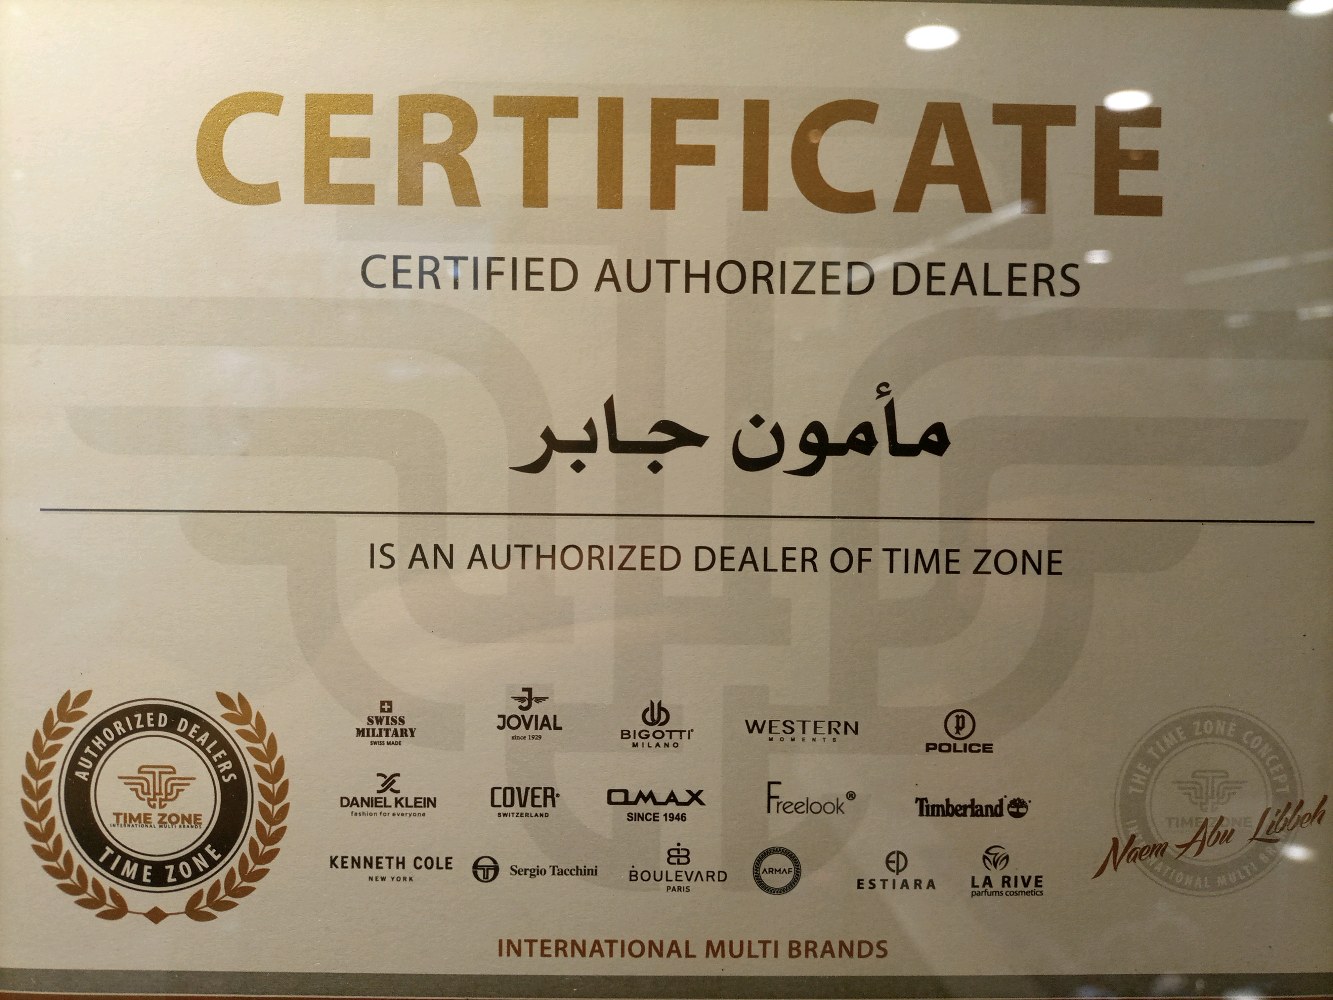 CERTIFICATE
CERTIFIED AUTHORIZED DEALERS
مأمون جابر
IS AN AUTHORIZED DEALER OF TIME ZONE
SWISS
MILITARY
SWISS MADE
JOVIAL
since 1929
BIGOTTI
MILANO
WESTERN
MOMENTS
P
POLICE
DANIEL KLEIN
fashion for everyone
COVER
SWITZERLAND
OMAX
SINCE 1946
Freelook®
Timberland
KENNETH COLE
NEW YORK
Sergio Tacchini
BOULEVARD
PARIS
ARMAF
ESTIARA
LA RIVE
parfums cosmetics
AUTHORIZED DEALERS
TIME ZONE
INTERNATIONAL MULTI BRANDS
TIME ZONE
THE TIME ZONE CONCEPT
TIME ZONE
Naem Abu Libbeh
INTERNATIONAL MULTI BRANDS